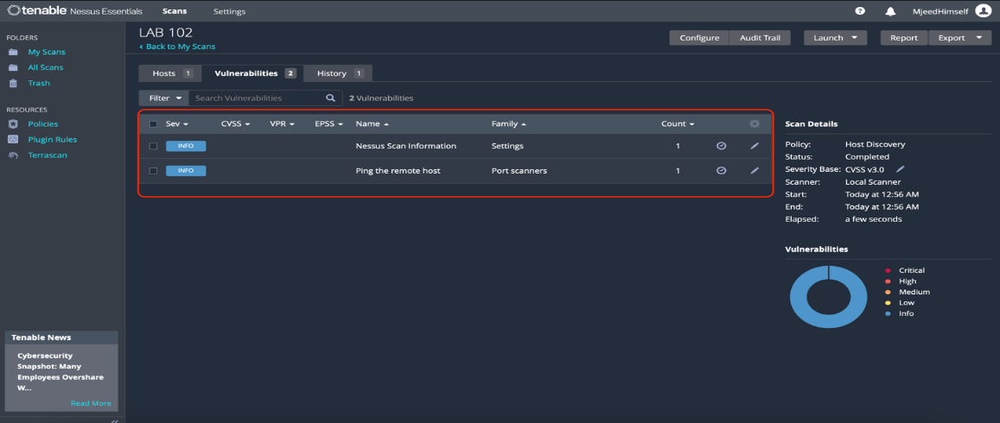 tenable Nessus Essentials Scans Settings MjeedHimself
FOLDERS
My Scans
All Scans
Trash
RESOURCES
Policies
Plugin Rules
Terrascan
Tenable News
Cybersecurity
Snapshot: Many
Employees Overshare
W...
Read More
LAB 102
Back to My Scans
Configure Audit Trail Launch Report Export
Hosts 1 Vulnerabilities 2 History 1
Filter Search Vulnerabilities 2 Vulnerabilities
Sev CVSS VPR EPSS Name Family Count
INFO Nessus Scan Information Settings 1
INFO Ping the remote host Port scanners 1
Scan Details
Policy: Host Discovery
Status: Completed
Severity Base: CVSS v3.0
Scanner: Local Scanner
Start: Today at 12:56 AM
End: Today at 12:56 AM
Elapsed: a few seconds
Vulnerabilities
Critical
High
Medium
Low
Info